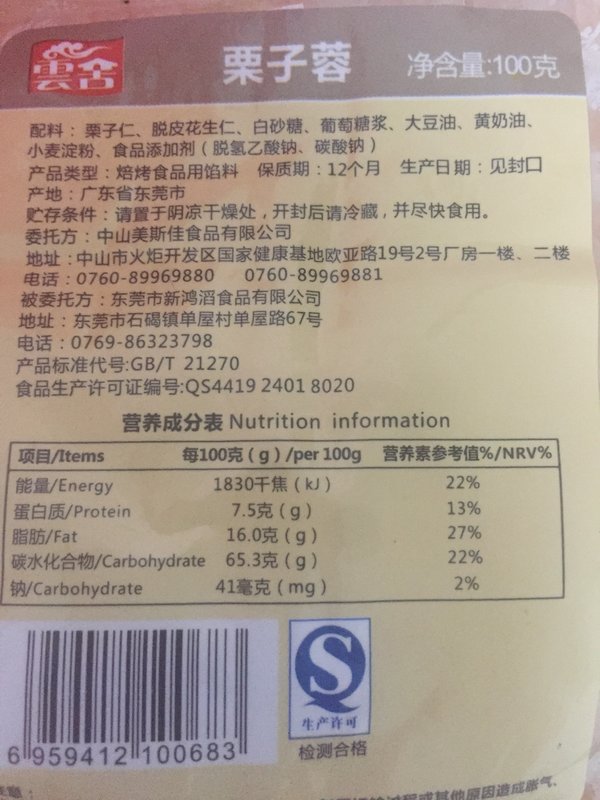 雲舍
栗子蓉 净含量:100克
配料：栗子仁、脱皮花生仁、白砂糖、葡萄糖浆、大豆油、黄奶油、
小麦淀粉、食品添加剂（脱氢乙酸钠、碳酸钠）
产品类型：焙烤食品用馅料 保质期：12个月 生产日期：见封口
产地：广东省东莞市
贮存条件：请置于阴凉干燥处，开封后请冷藏，并尽快食用。
委托方：中山美斯佳食品有限公司
地址：中山市火炬开发区国家健康基地欧亚路19号2号厂房一楼、二楼
电话：0760-89969880 0760-89969881
被委托方：东莞市新鸿滔食品有限公司
地址：东莞市石碣镇单屋村单屋路67号
电话：0769-86323798
产品标准代号:GB/T 21270
食品生产许可证编号:QS4419 2401 8020
营养成分表 Nutrition information
项目/Items 每100克（g）/per 100g 营养素参考值%/NRV%
能量/Energy 1830千焦（kJ） 22%
蛋白质/Protein 7.5克（g） 13%
脂肪/Fat 16.0克（g） 27%
碳水化合物/Carbohydrate 65.3克（g） 22%
钠/Carbohydrate 41毫克（mg） 2%
生产许可
6 959412 100683
检测合格
或其他原因造成胀气、